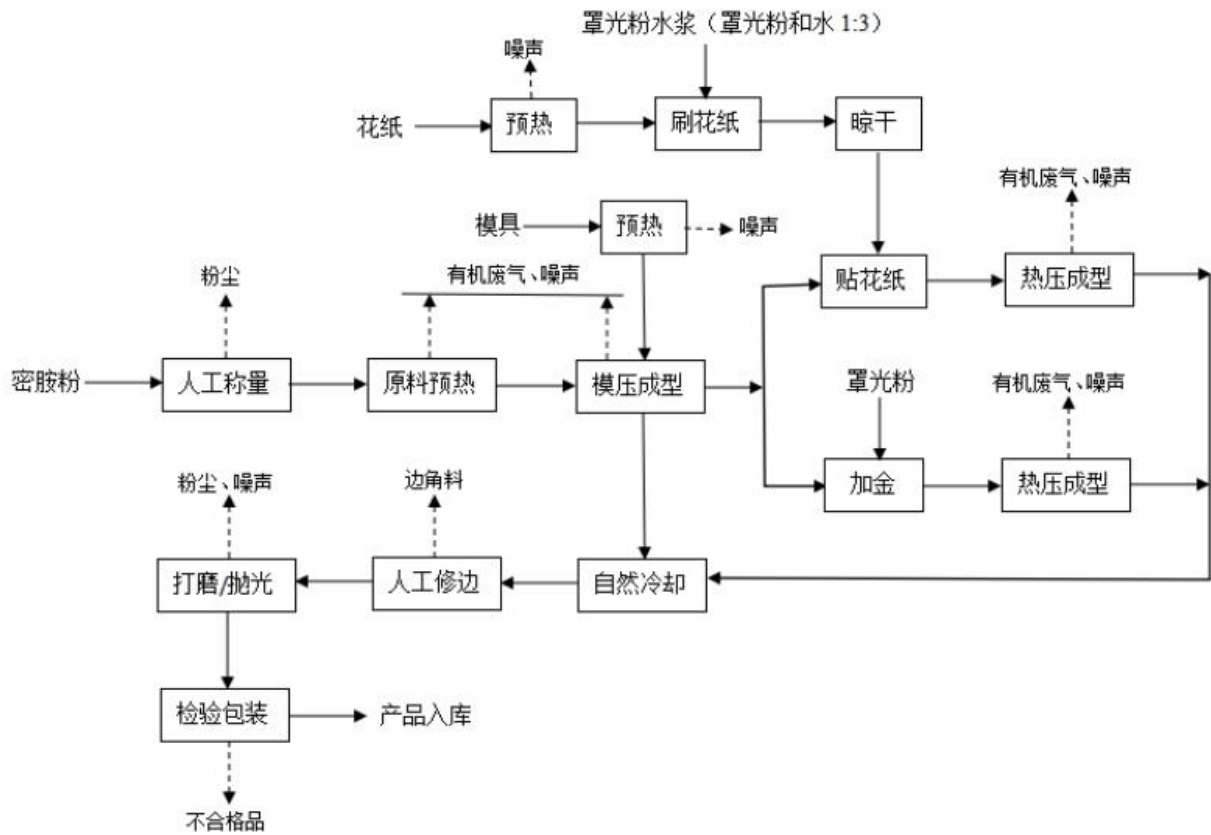 罩光粉水浆（罩光粉和水 1:3）
噪声
花纸
预热
刷花纸
晾干
有机废气、噪声
模具
预热
噪声
粉尘
有机废气、噪声
贴花纸
热压成型
密胺粉
人工称量
原料预热
模压成型
罩光粉
有机废气、噪声
粉尘、噪声
边角料
加金
热压成型
打磨/抛光
人工修边
自然冷却
检验包装
产品入库
不合格品